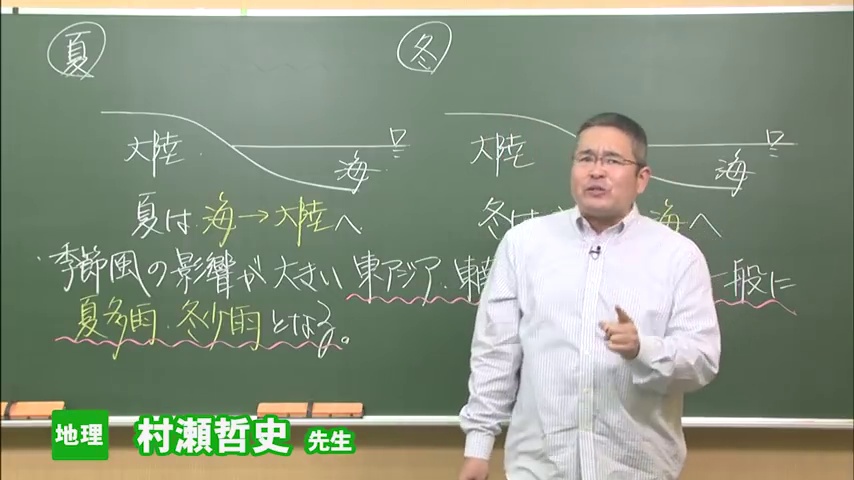 夏 冬
大陸 海 大陸 海
夏は 海→大陸へ 冬は 海へ
季節風の影響が大きい 東アジア・東南 一般に
夏多雨・冬少雨となる。
地理 村瀬哲史 先生